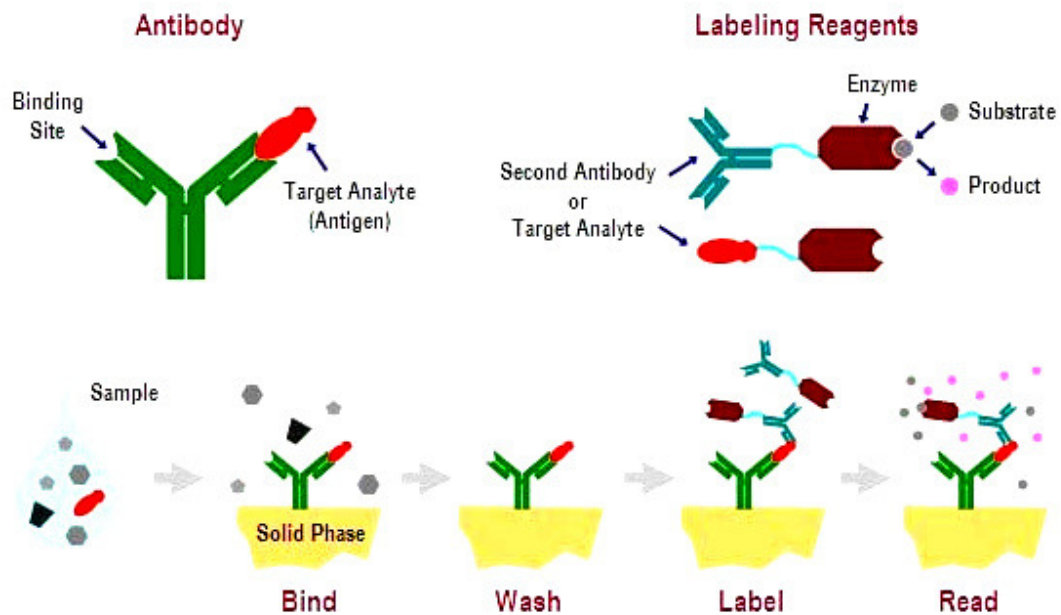 Antibody
Labeling Reagents
Binding
Site
Target Analyte
(Antigen)
Enzyme
Substrate
Second Antibody
or
Target Analyte
Product
Sample
Solid Phase
Bind
Wash
Label
Read